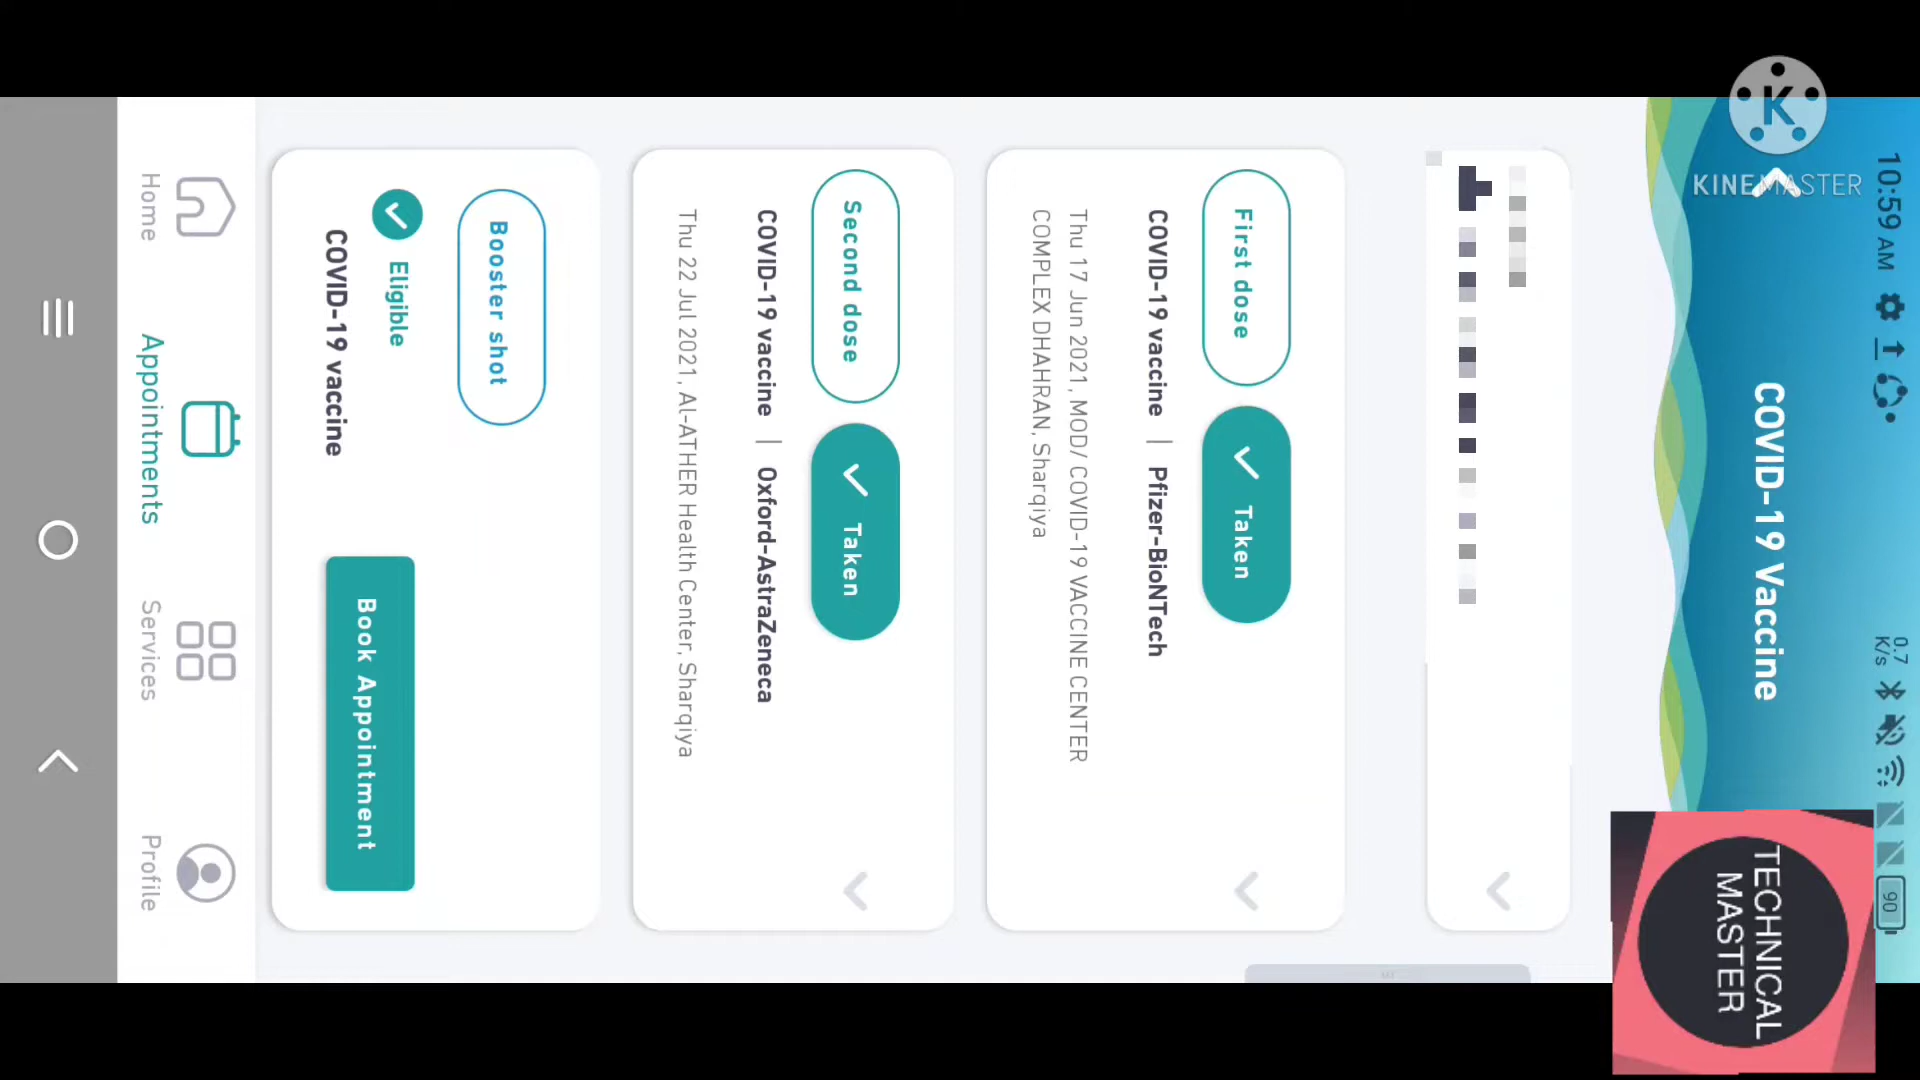 10:59 AM
0.7
K/s
90
KINEMASTER
COVID-19 Vaccine
First dose
Taken
COVID-19 vaccine | Pfizer-BioNTech
Thu 17 Jun 2021, MOD/ COVID-19 VACCINE CENTER
COMPLEX DHAHRAN, Sharqiya
Second dose
Taken
COVID-19 vaccine | Oxford-AstraZeneca
Thu 22 Jul 2021, Al-ATHER Health Center, Sharqiya
Booster shot
Eligible
COVID-19 vaccine
Book Appointment
Home
Appointments
Services
Profile
TECHNICAL
MASTER